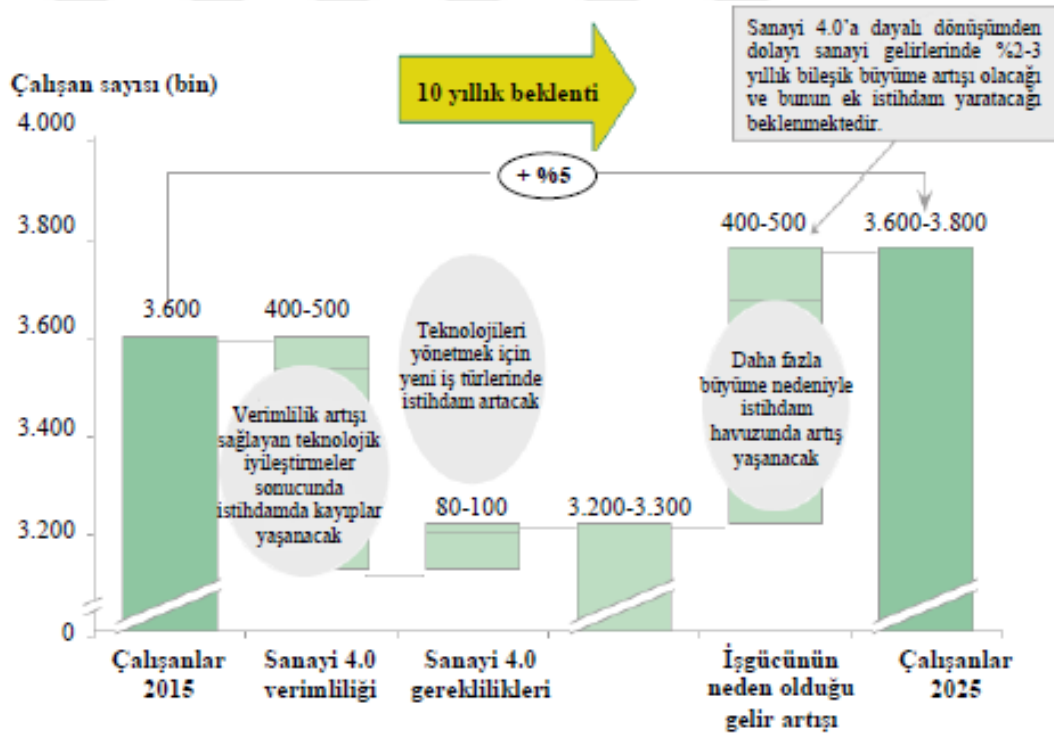 Sanayi 4.0'a dayalı dönüşümden
dolayı sanayi gelirlerinde %2-3
yıllık bileşik büyüme artışı olacağı
ve bunun ek istihdam yaratacağı
beklenmektedir.
10 yıllık beklenti
Çalışan sayısı (bin)
4.000
3.800
3.600
3.400
3.200
0
+ %5
3.600
400-500
80-100
3.200-3.300
400-500
3.600-3.800
Verimlilik artışı
sağlayan teknolojik
iyileştirmeler
sonucunda
istihdamda kayıplar
yaşanacak
Teknolojileri
yönetmek için
yeni iş türlerinde
istihdam artacak
Daha fazla
büyüme nedeniyle
istihdam
havuzunda artış
yaşanacak
Çalışanlar
2015
Sanayi 4.0
verimliliği
Sanayi 4.0
gereklilikleri
İşgücünün
neden olduğu
gelir artışı
Çalışanlar
2025